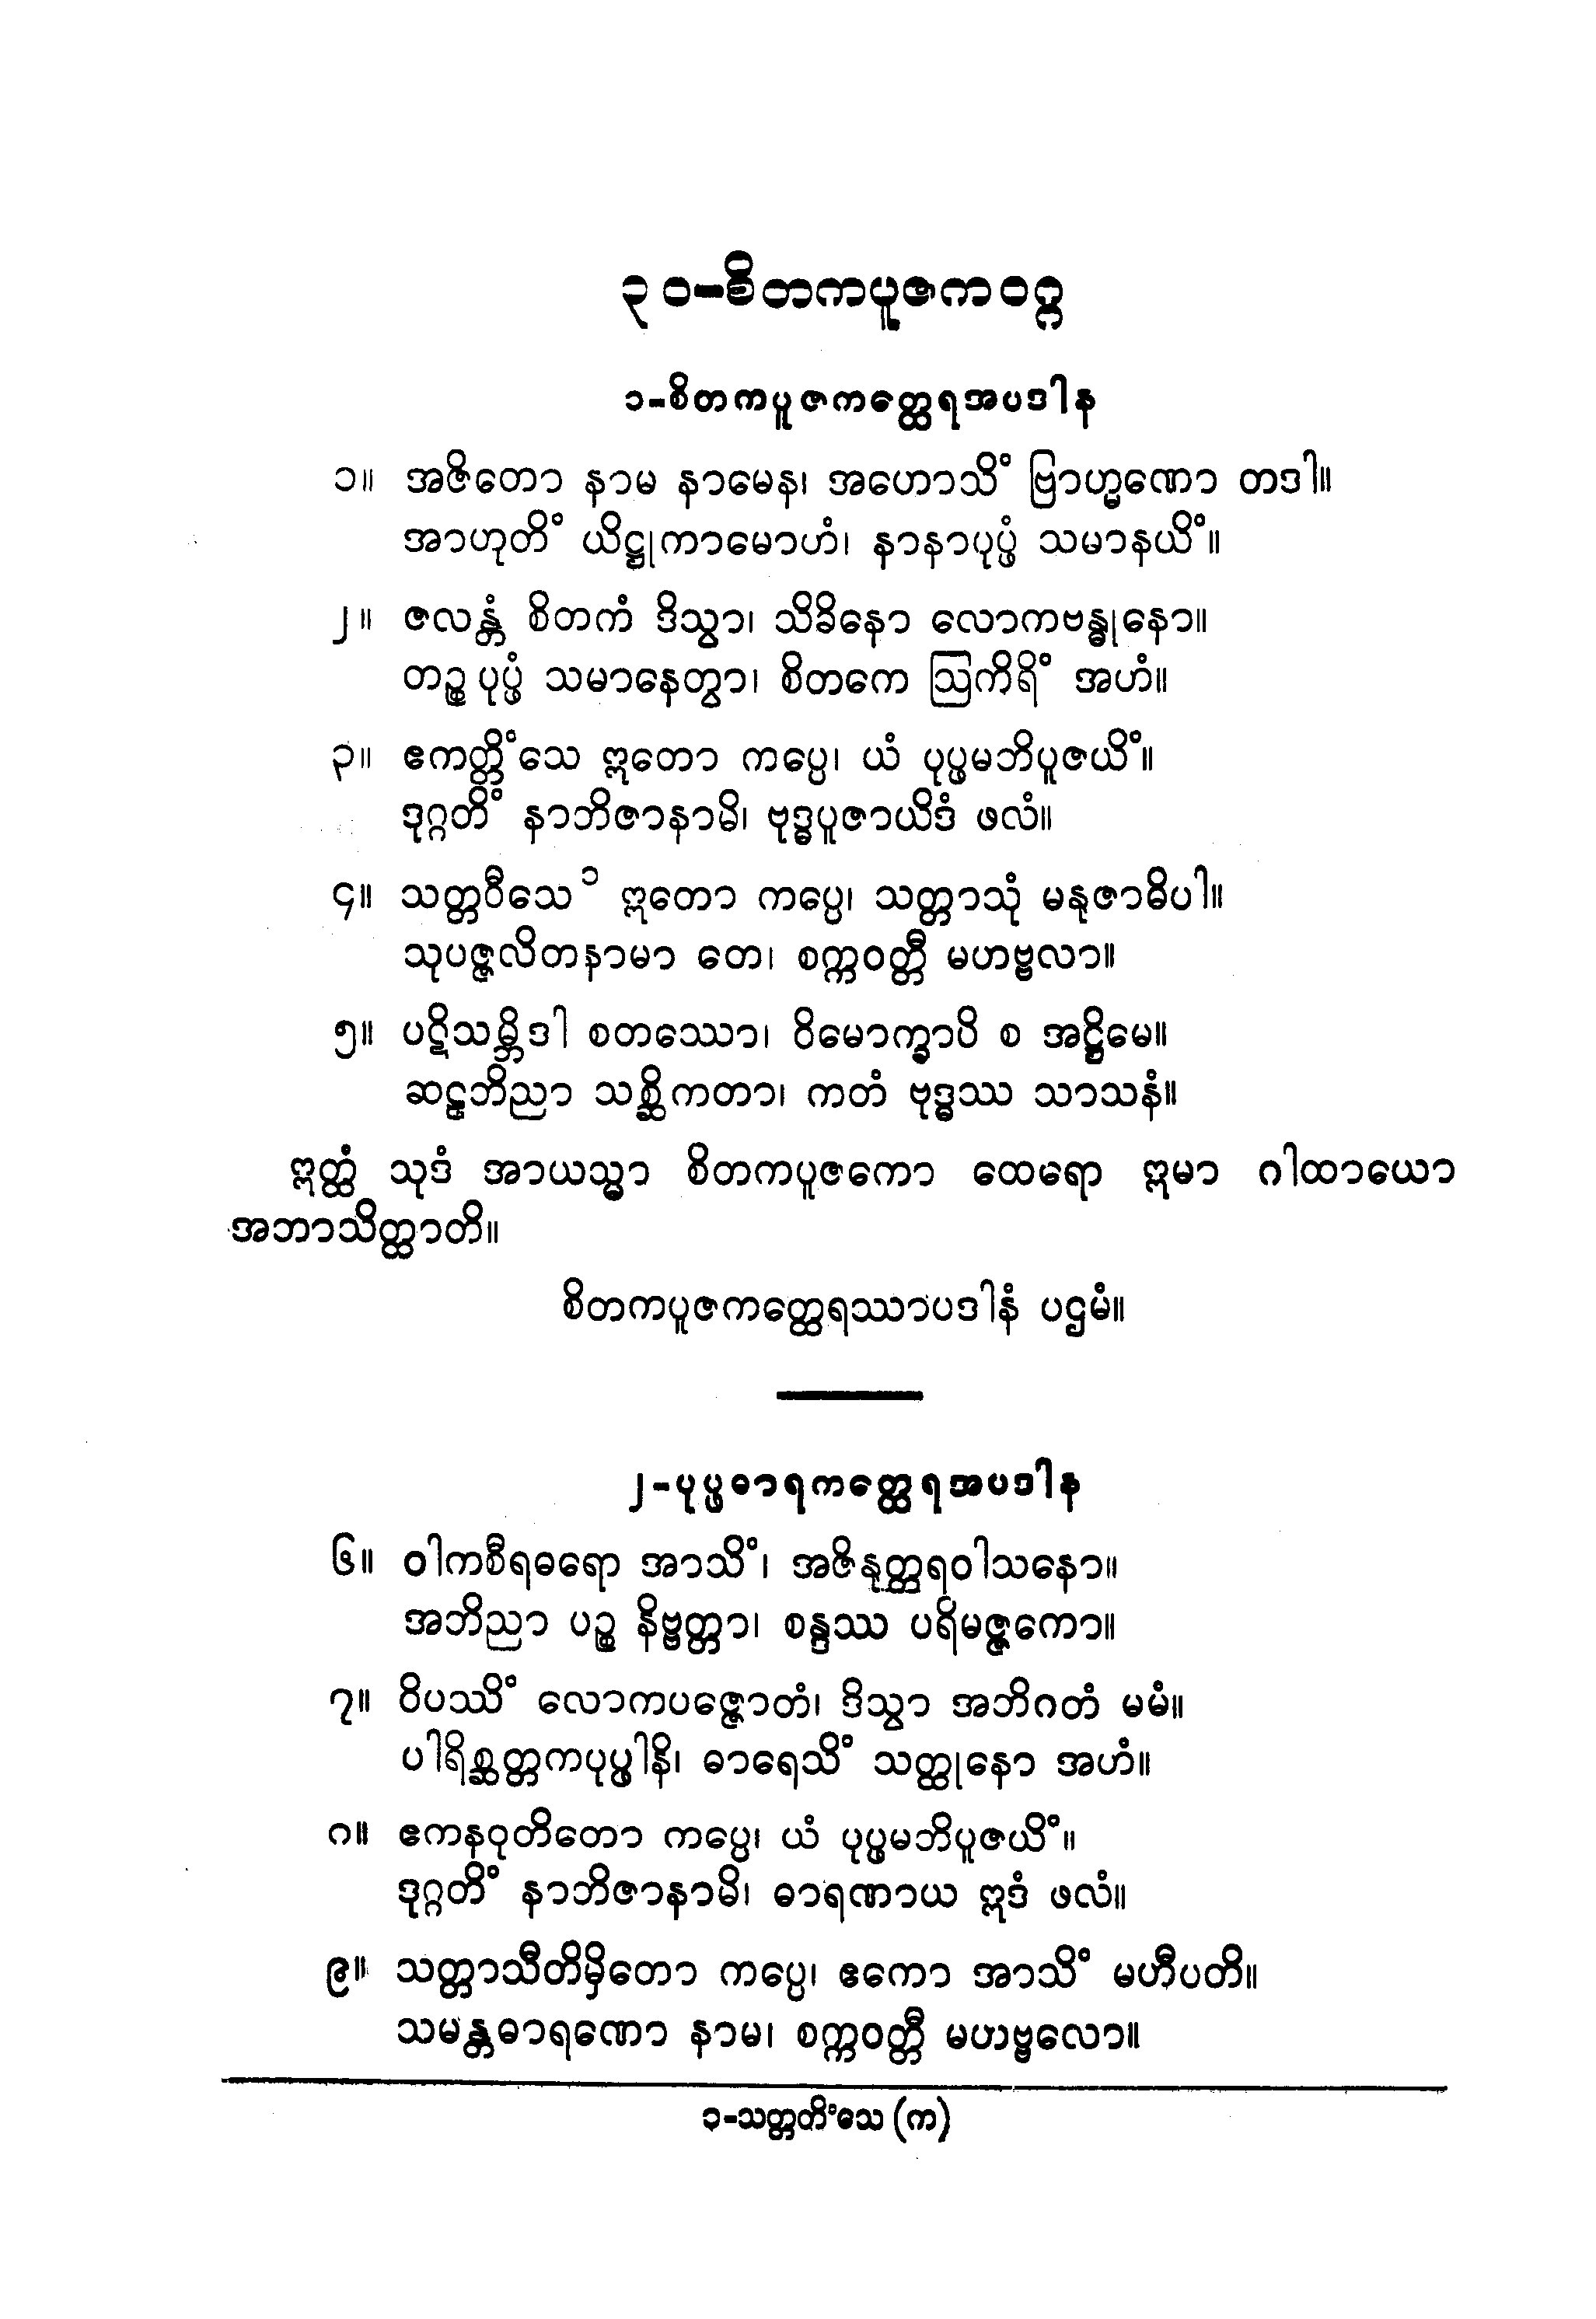 ၃၀-စိတကပူဇကဝဂ္ဂ
၁-စိတကပူဇကတ္ထေရအပဒါန
၁။ အဇိတော နာမ နာမေန၊ အဟောသိံ ဗြာဟ္မဏော တဒါ။
အာဟုတိံ ယိဋ္ဌုကာမောဟံ၊ နာနာပုပ္ဖံ သမာနယိံ။
၂။ ဇလန္တံ စိတကံ ဒိသွာ၊ သိခိနော လောကဗန္ဓုနော။
တဉ္စ ပုပ္ဖံ သမာနေတွာ၊ စိတကေ ဩကိရိံ အဟံ။
၃။ ဧကတ္တိံသေ ဣတော ကပ္ပေ၊ ယံ ပုပ္ဖမဘိပူဇယိံ။
ဒုဂ္ဂတိံ နာဘိဇာနာမိ၊ ဗုဒ္ဓပူဇာယိဒံ ဖလံ။
၄။ သတ္တဝီသေ ၁ ဣတော ကပ္ပေ၊ သတ္တာသုံ မနုဇာဓိပါ။
သုပဇ္ဇလိတနာမာ တေ၊ စက္ကဝတ္တီ မဟဗ္ဗလာ။
၅။ ပဋိသမ္ဘိဒါ စတဿော၊ ဝိမောက္ခာပိ စ အဋ္ဌိမေ။
ဆဠဘိညာ သစ္ဆိကတာ၊ ကတံ ဗုဒ္ဓဿ သာသနံ။
ဣတ္ထံ သုဒံ အာယသ္မာ စိတကပူဇကော ထေရော ဣမာ ဂါထာယော
အဘာသိတ္ထာတိ။
စိတကပူဇကတ္ထေရဿာပဒါနံ ပဌမံ။
၂-ပုပ္ဖဓာရကတ္ထေရအပဒါန
၆။ ဝါကစီရဓရော အာသိံ၊ အဇိနုတ္တရဝါသနော။
အဘိညာ ပဉ္စ နိဗ္ဗတ္တာ၊ စန္ဒဿ ပရိမဇ္ဇကော။
၇။ ဝိပဿိံ လောကပဇ္ဇောတံ၊ ဒိသွာ အဘိဂတံ မမံ။
ပါရိစ္ဆတ္တကပုပ္ဖါနိ၊ ဓာရေသိံ သတ္ထုနော အဟံ။
၈။ ဧကနဝုတိတော ကပ္ပေ၊ ယံ ပုပ္ဖမဘိပူဇယိံ။
ဒုဂ္ဂတိံ နာဘိဇာနာမိ၊ ဓာရဏာယ ဣဒံ ဖလံ။
၉။ သတ္တာသီတိမှိတော ကပ္ပေ၊ ဧကော အာသိံ မဟီပတိ။
သမန္တဓာရဏော နာမ၊ စက္ကဝတ္တီ မဟဗ္ဗလော။
၁-သတ္တတိံသေ (က)